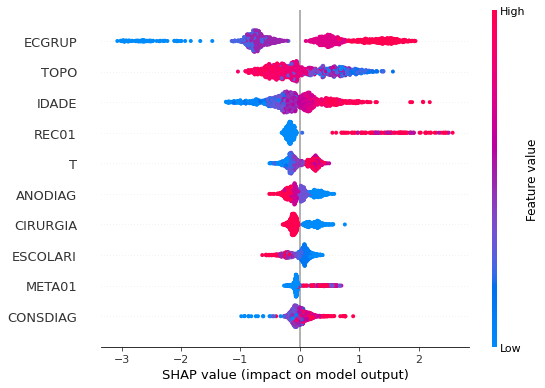 High
ECGRUP
TOPO
IDADE
REC01
T
ANODIAG
CIRURGIA
ESCOLARI
META01
CONSDIAG
Feature value
Low
−3 −2 −1 0 1 2
SHAP value (impact on model output)